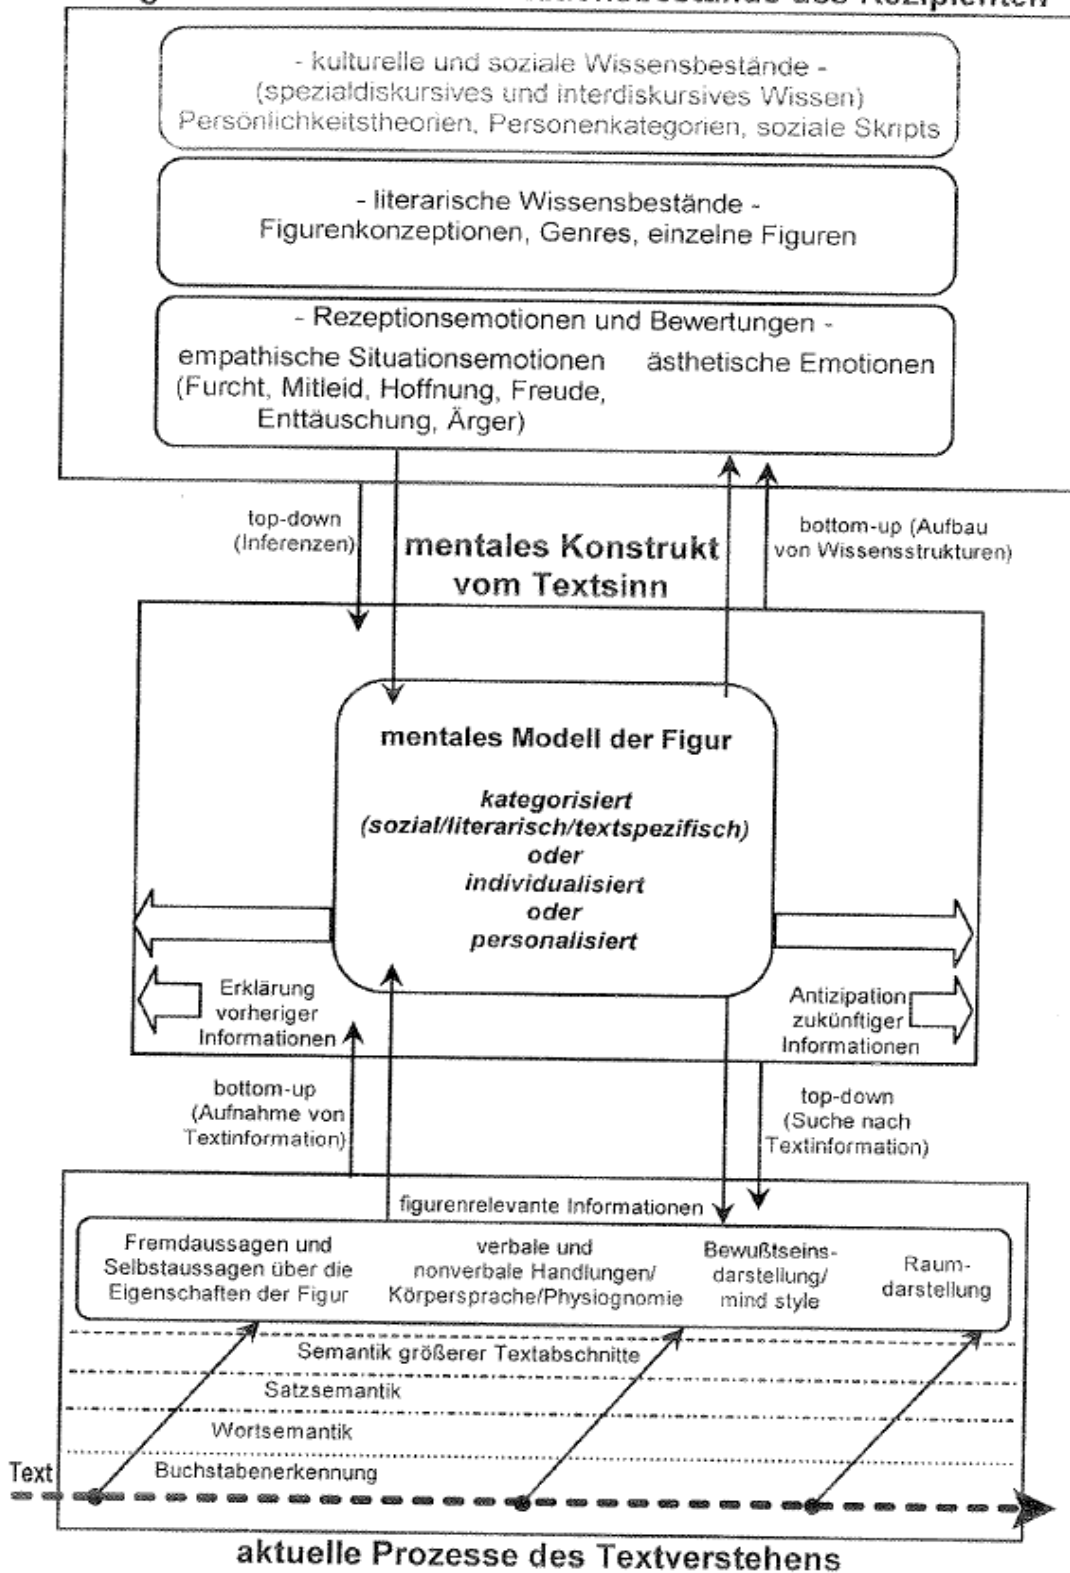 des Rezipienten
- kulturelle und soziale Wissensbestände -
(spezialdiskursives und interdiskursives Wissen)
Persönlichkeitstheorien, Personenkategorien, soziale Skripts
- literarische Wissensbestände -
Figurenkonzeptionen, Genres, einzelne Figuren
- Rezeptionsemotionen und Bewertungen -
empathische Situationsemotionen
(Furcht, Mitleid, Hoffnung, Freude,
Enttäuschung, Ärger)
ästhetische Emotionen
top-down
(Inferenzen)
mentales Konstrukt
vom Textsinn
bottom-up (Aufbau
von Wissensstrukturen)
mentales Modell der Figur
kategorisiert
(sozial/literarisch/textspezifisch)
oder
individualisiert
oder
personalisiert
Erklärung
vorheriger
Informationen
Antizipation
zukünftiger
Informationen
bottom-up
(Aufnahme von
Textinformation)
top-down
(Suche nach
Textinformation)
figurenrelevante Informationen
Fremdaussagen und
Selbstaussagen über die
Eigenschaften der Figur
verbale und
nonverbale Handlungen/
Körpersprache/Physiognomie
Bewußtseins-
darstellung/
mind style
Raum-
darstellung
Semantik größerer Textabschnitte
Satzsemantik
Wortsemantik
Buchstabenerkennung
Text
aktuelle Prozesse des Textverstehens